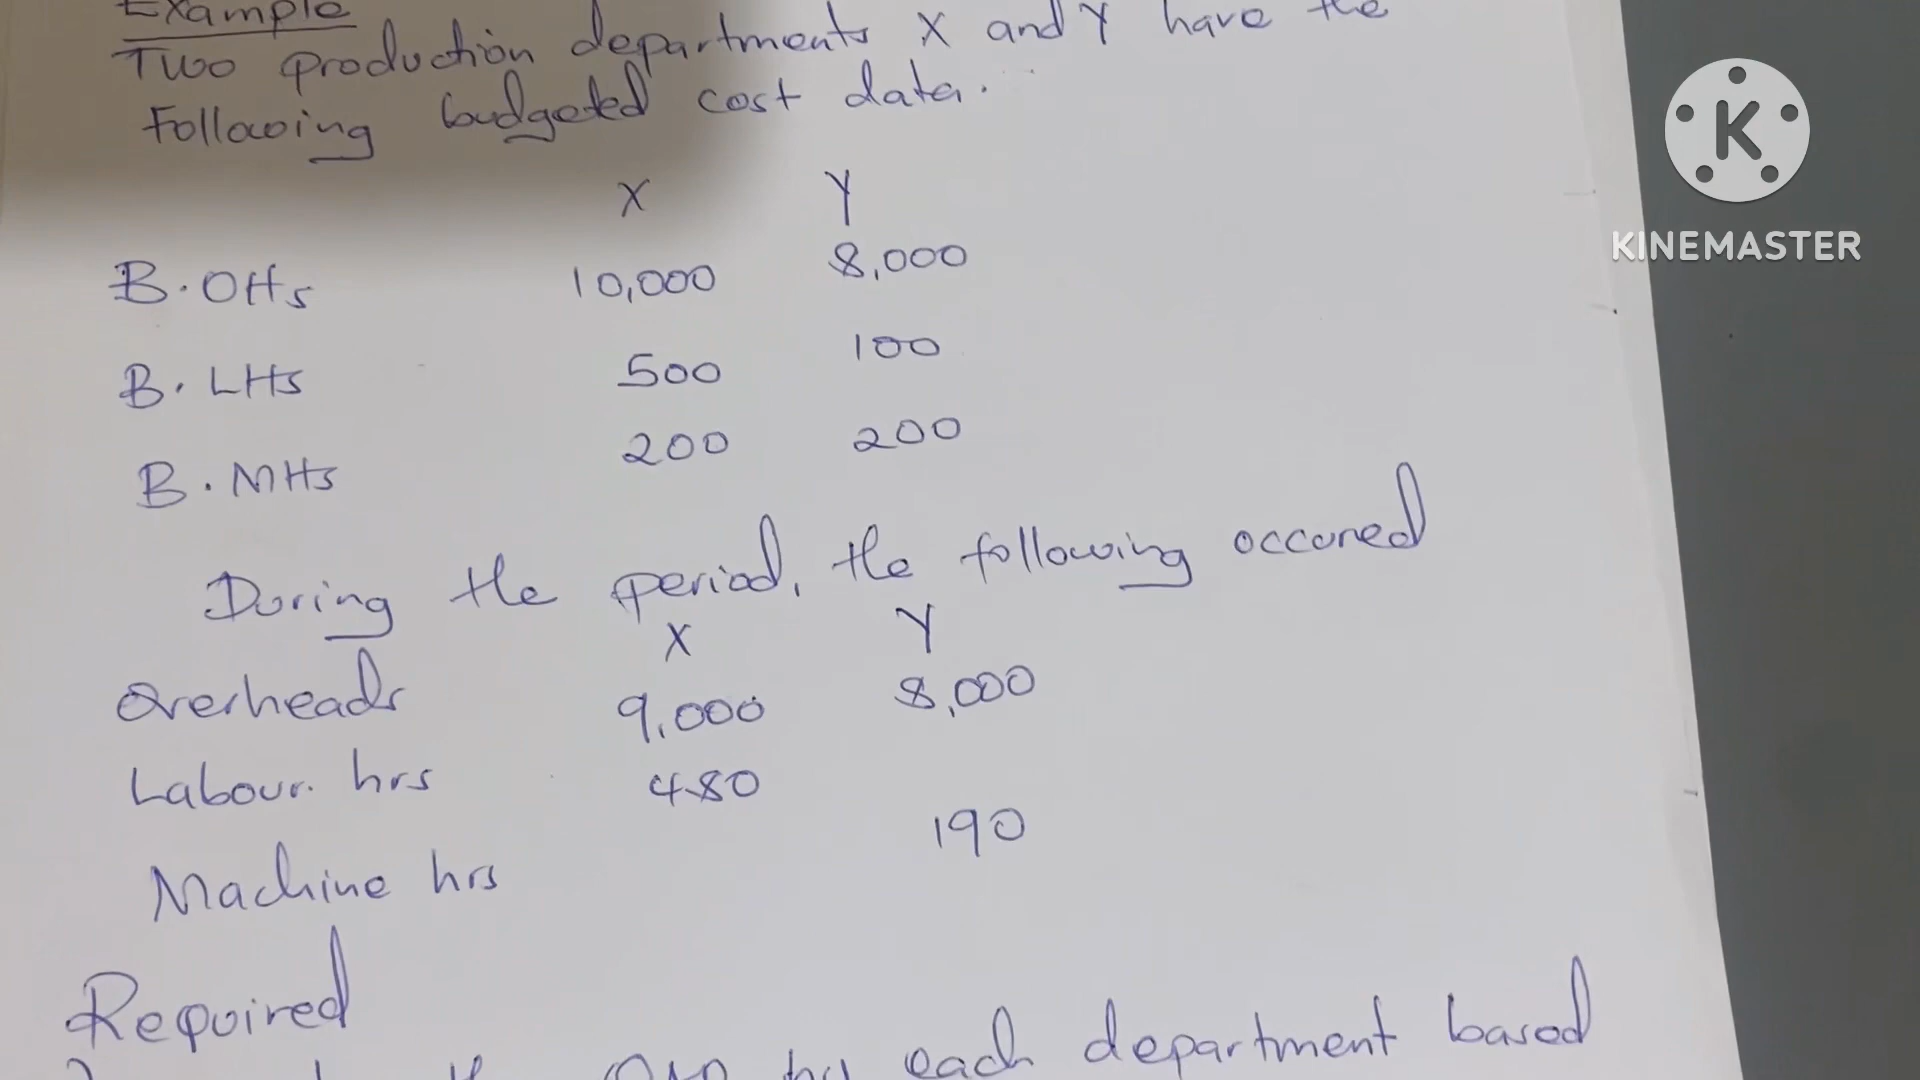 Example
Two production departments X and Y have the
Following budgeted cost data.
X Y
B.OHs 10,000 8,000
B.LHs 500 100
B.MHs 200 200
During the period, the following occured
X Y
Overheads 9,000 8,000
Labour. hrs 480
Machine hrs 190
Required
each department based
K
KINEMASTER